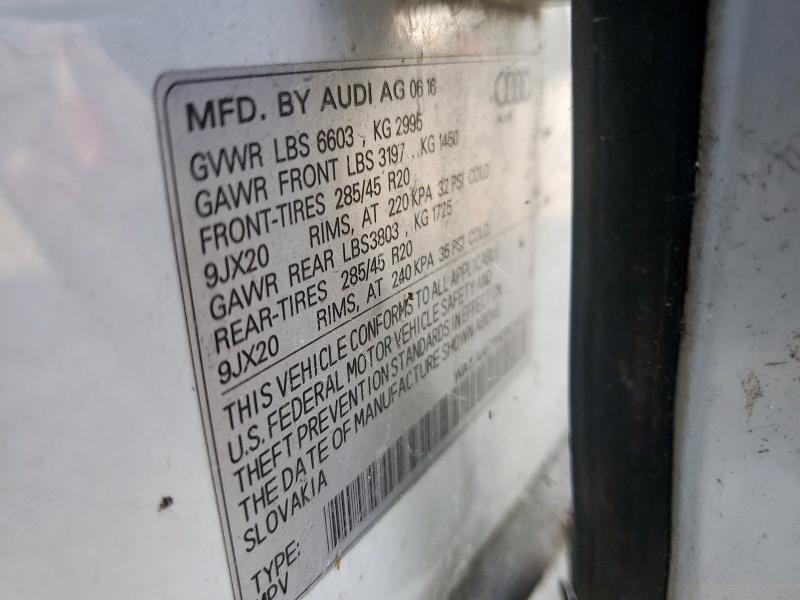 MFD. BY AUDI AG 06 16
GVWR LBS 6603 , KG 2995
GAWR FRONT LBS 3197 , KG 1450
FRONT-TIRES 285/45 R20
9JX20 RIMS, AT 220 KPA 32 PSI COLD
GAWR REAR LBS3803 , KG 1725
REAR-TIRES 285/45 R20
9JX20 RIMS, AT 240 KPA 35 PSI COLD
THIS VEHICLE CONFORMS TO ALL APPLICABLE
U.S. FEDERAL MOTOR VEHICLE SAFETY AND
THEFT PREVENTION STANDARDS IN EFFECT ON
THE DATE OF MANUFACTURE SHOWN ABOVE.
SLOVAKIA
TYPE:
MPV